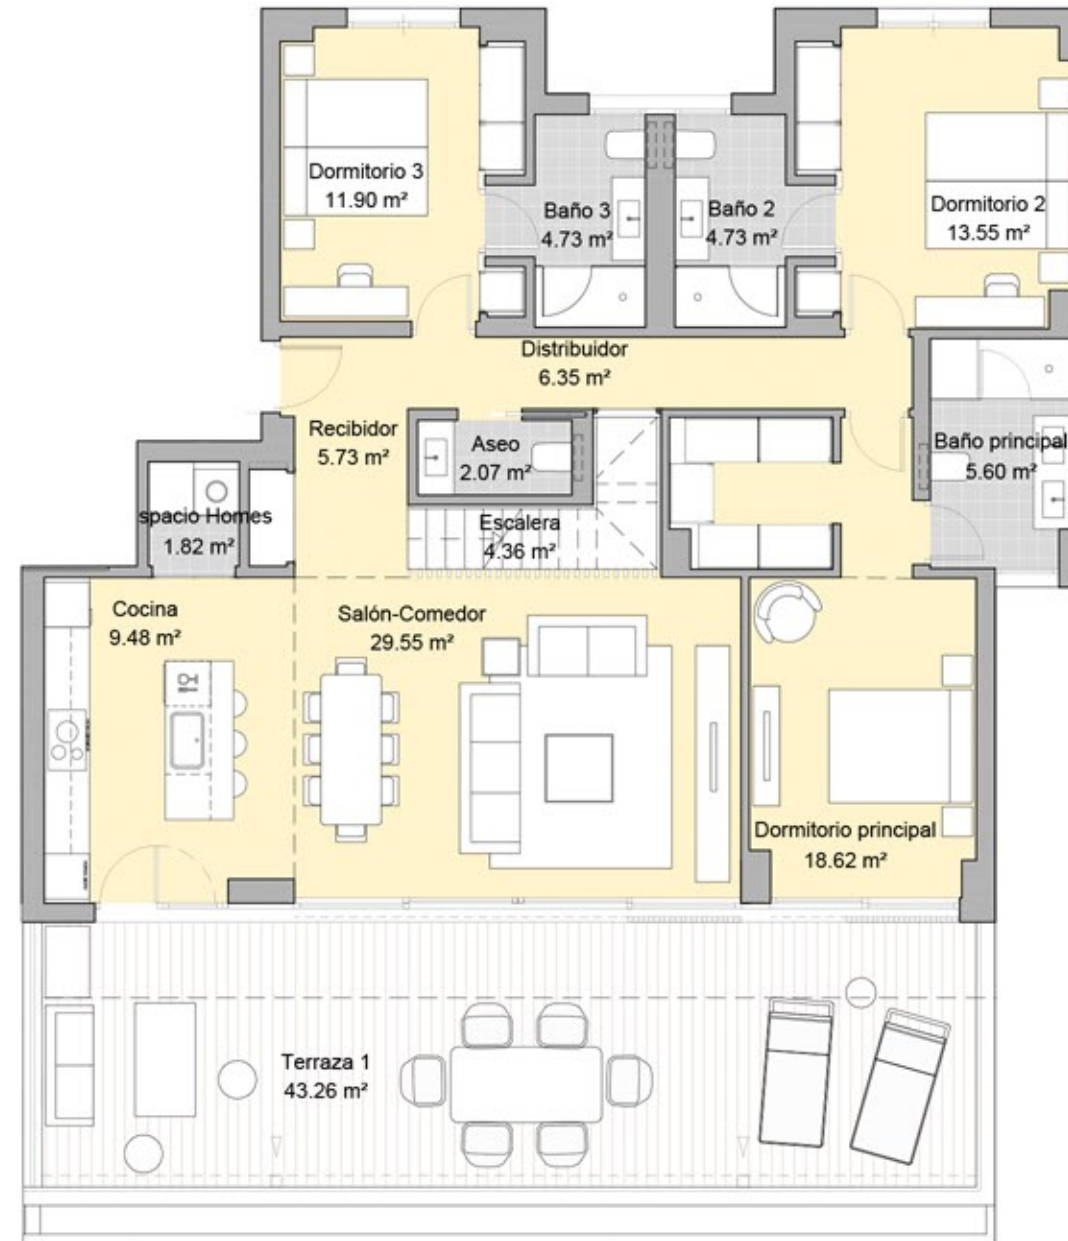 Dormitorio 3
11.90 m²
Baño 3
4.73 m²
Baño 2
4.73 m²
Dormitorio 2
13.55 m²
Distribuidor
6.35 m²
Recibidor
5.73 m²
Aseo
2.07 m²
Baño principal
5.60 m²
spacio Homes
1.82 m²
Escalera
4.36 m²
Cocina
9.48 m²
Salón-Comedor
29.55 m²
Dormitorio principal
18.62 m²
Terraza 1
43.26 m²